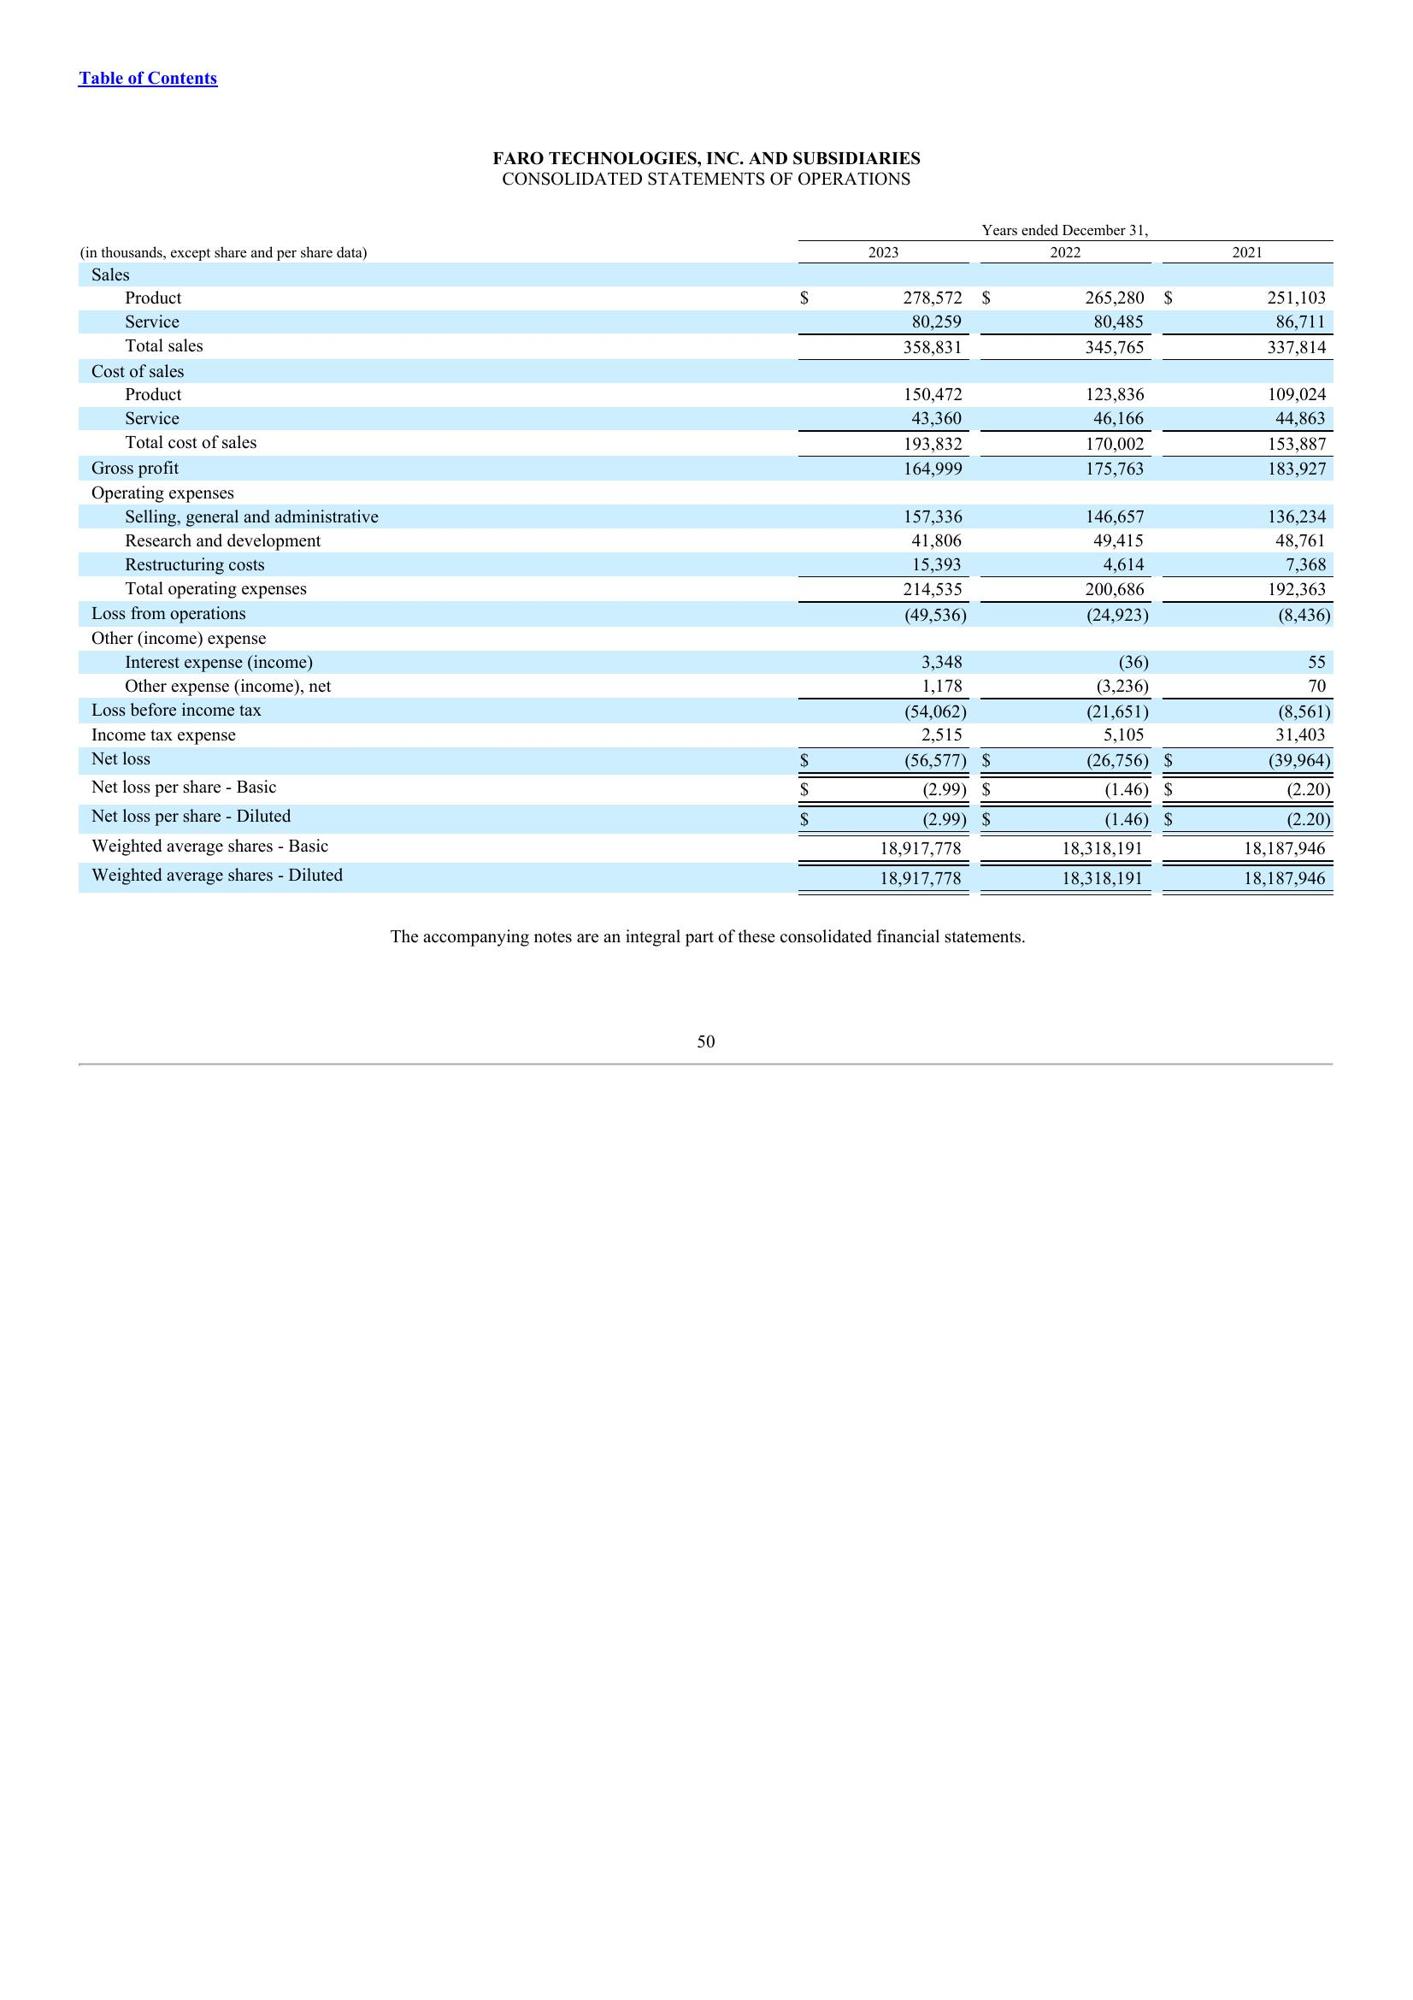 Table of Contents
FARO TECHNOLOGIES, INC. AND SUBSIDIARIES
CONSOLIDATED STATEMENTS OF OPERATIONS
Years ended December 31,
(in thousands, except share and per share data) 2023 2022 2021
Sales
Product $ 278,572 $ 265,280 $ 251,103
Service 80,259 80,485 86,711
Total sales 358,831 345,765 337,814
Cost of sales
Product 150,472 123,836 109,024
Service 43,360 46,166 44,863
Total cost of sales 193,832 170,002 153,887
Gross profit 164,999 175,763 183,927
Operating expenses
Selling, general and administrative 157,336 146,657 136,234
Research and development 41,806 49,415 48,761
Restructuring costs 15,393 4,614 7,368
Total operating expenses 214,535 200,686 192,363
Loss from operations (49,536) (24,923) (8,436)
Other (income) expense
Interest expense (income) 3,348 (36) 55
Other expense (income), net 1,178 (3,236) 70
Loss before income tax (54,062) (21,651) (8,561)
Income tax expense 2,515 5,105 31,403
Net loss $ (56,577) $ (26,756) $ (39,964)
Net loss per share - Basic $ (2.99) $ (1.46) $ (2.20)
Net loss per share - Diluted $ (2.99) $ (1.46) $ (2.20)
Weighted average shares - Basic 18,917,778 18,318,191 18,187,946
Weighted average shares - Diluted 18,917,778 18,318,191 18,187,946
The accompanying notes are an integral part of these consolidated financial statements.
50